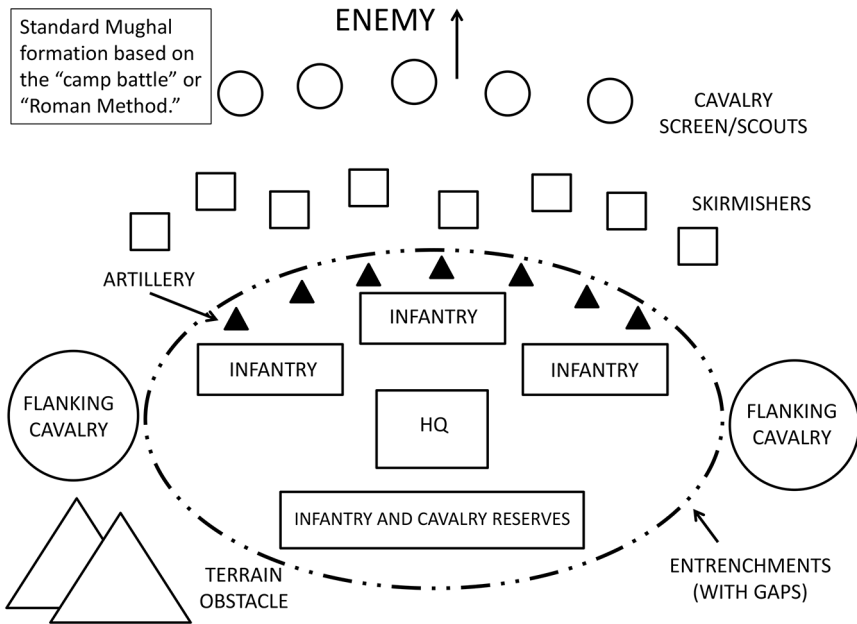 Standard Mughal
formation based on
the “camp battle” or
“Roman Method.”
ENEMY
CAVALRY
SCREEN/SCOUTS
SKIRMISHERS
ARTILLERY
INFANTRY
INFANTRY
INFANTRY
FLANKING
CAVALRY
HQ
FLANKING
CAVALRY
INFANTRY AND CAVALRY RESERVES
TERRAIN
OBSTACLE
ENTRENCHMENTS
(WITH GAPS)